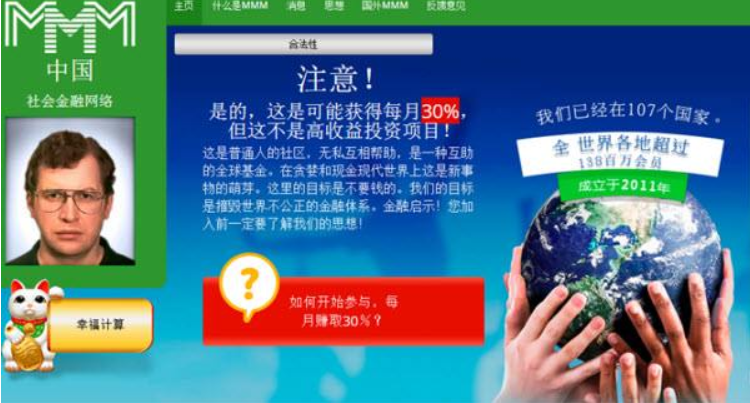 主页 什么是MMM 消息 思想 国外MMM 反馈意见
MMM
中国
社会金融网络
合法性
注意！
是的，这是可能获得每月30%，
但这不是高收益投资项目！
这是普通人的社区，无私互相帮助，是一种互助
的全球基金。在贪婪和现金现代世界上这是新事
物的萌芽。这里的目标是不要钱的。我们的目标
是摧毁世界不公正的金融体系。金融启示！您加
入前一定要了解我们的思想！
我们已经在107个国家。
全 世界各地超过
138百万会员
成立于2011年
?
如何开始参与，每
月赚取30％？
幸福计算